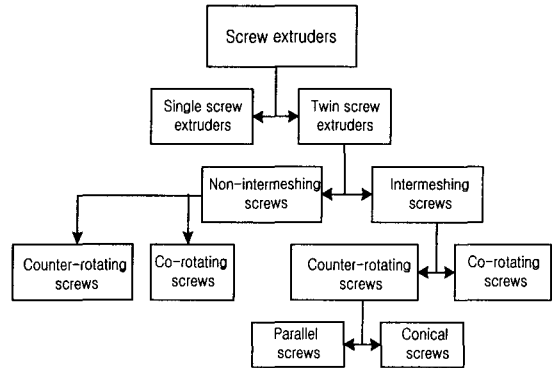 Screw extruders
Single screw
extruders
Twin screw
extruders
Non-intermeshing
screws
Intermeshing
screws
Counter-rotating
screws
Co-rotating
screws
Counter-rotating
screws
Co-rotating
screws
Parallel
screws
Conical
screws